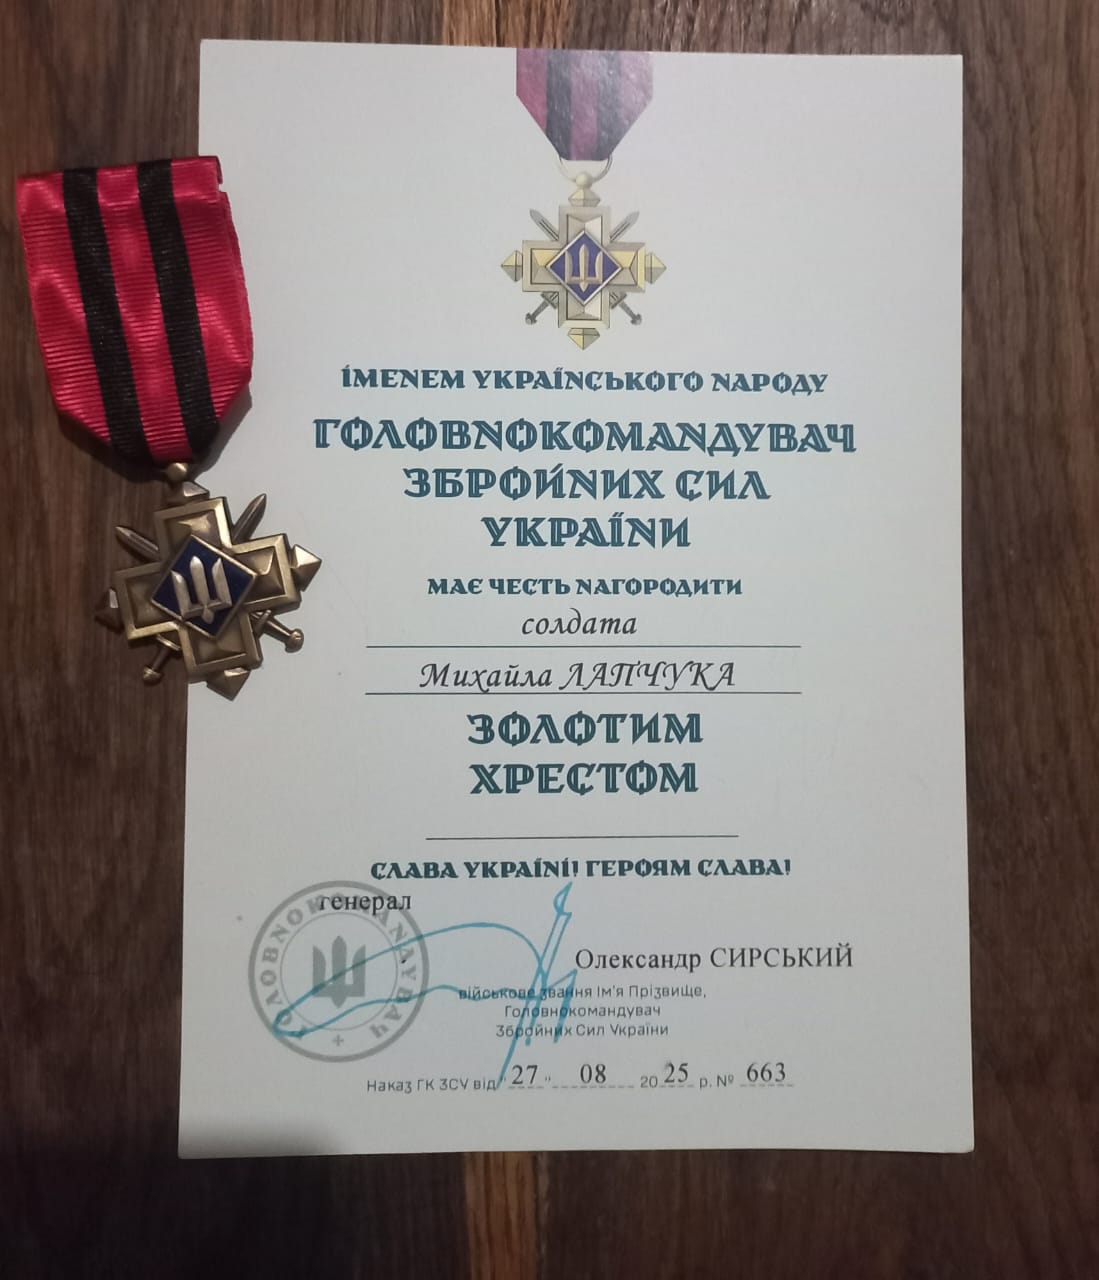 ІМЕНЕМ УКРАЇНСЬКОГО НАРОДУ
ГОЛОВНОКОМАНДУВАЧ
ЗБРОЙНИХ СИЛ
УКРАЇНИ
МАЄ ЧЕСТЬ НАГОРОДИТИ
солдата
Михайла ЛАПЧУКА
ЗОЛОТИМ
ХРЕСТОМ
СЛАВА УКРАЇНІ! ГЕРОЯМ СЛАВА!
генерал
ГОЛОВНОКОМАНДУВАЧ
Олександр СИРСЬКИЙ
військове звання Ім'я Прізвище,
Головнокомандувач
Збройних Сил України
Наказ ГК ЗСУ від "27" 08 2025 р. № 663